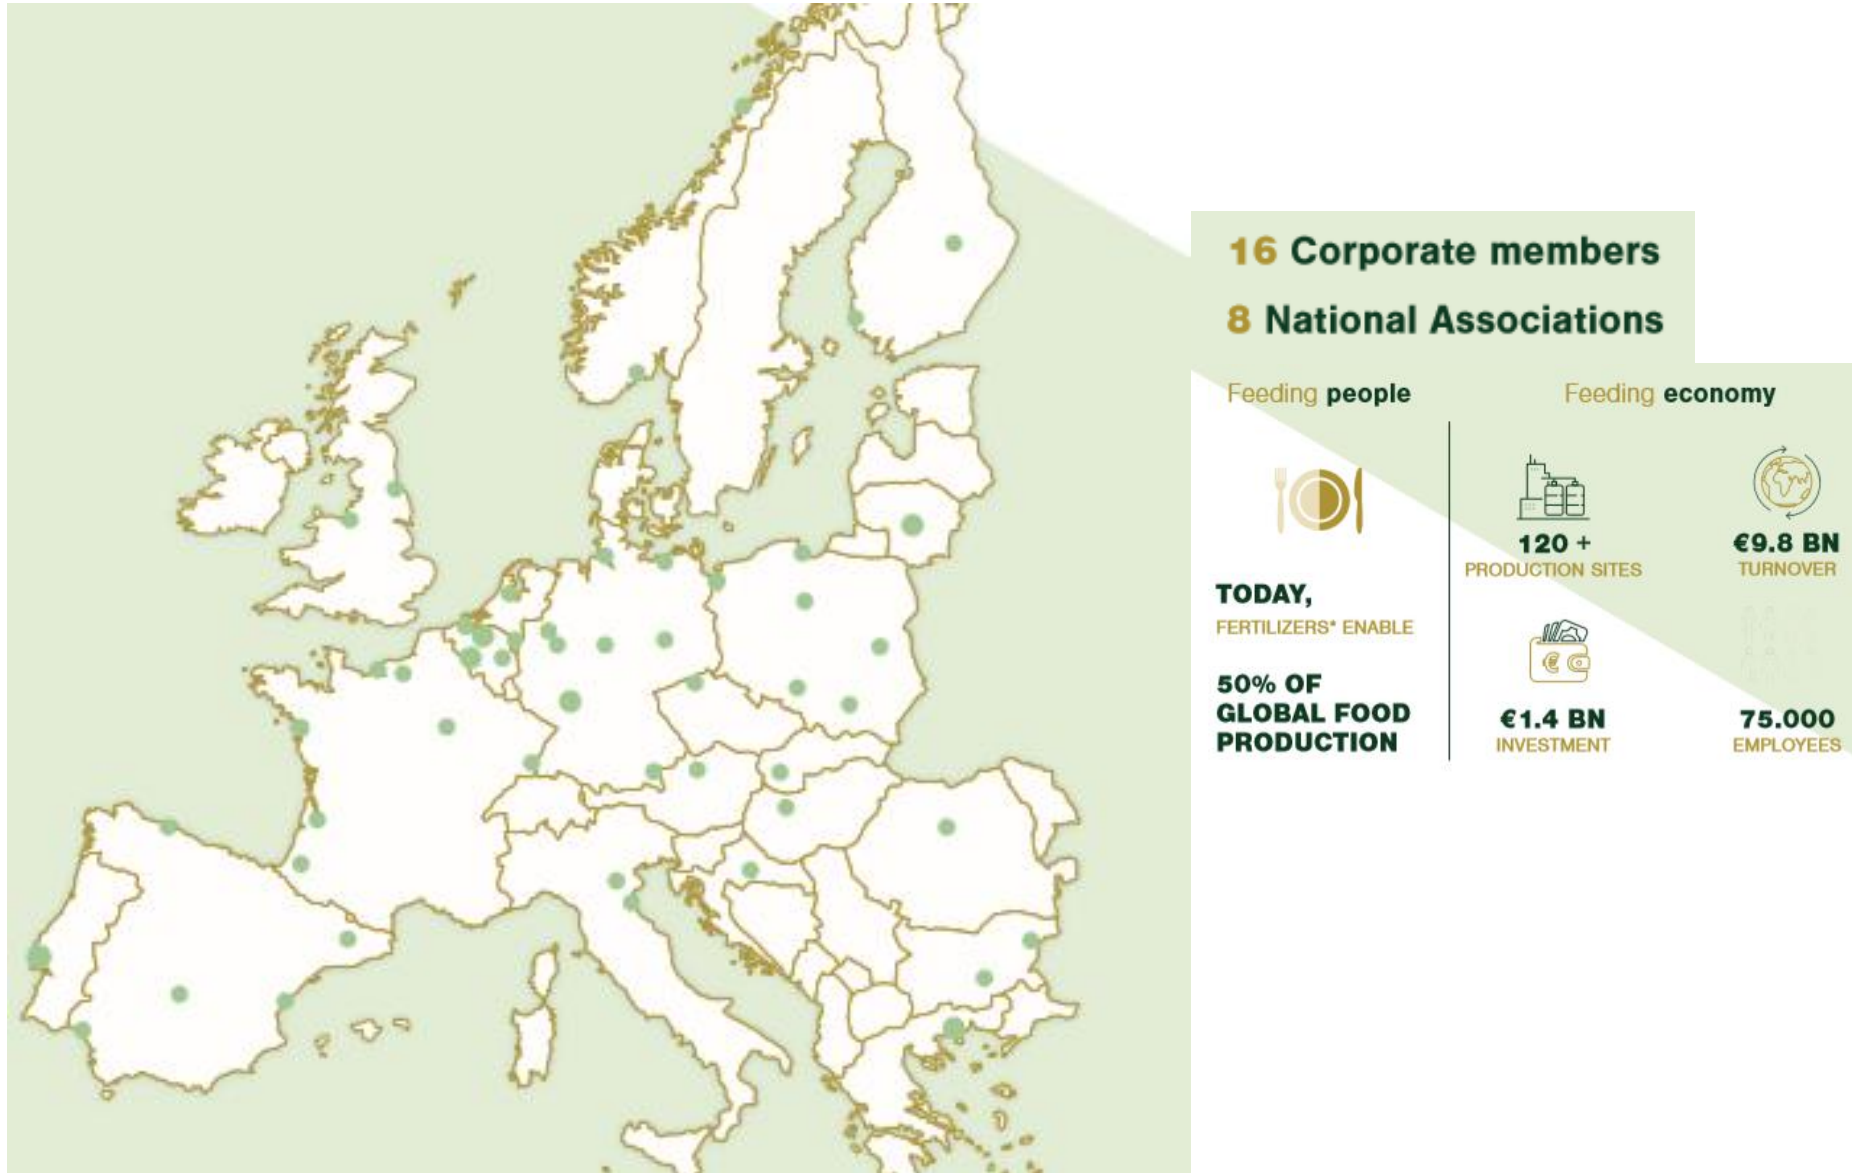 16 Corporate members
8 National Associations
Feeding people
TODAY,
FERTILIZERS* ENABLE
50% OF
GLOBAL FOOD
PRODUCTION
Feeding economy
120 +
PRODUCTION SITES
€9.8 BN
TURNOVER
€
€1.4 BN
INVESTMENT
75.000
EMPLOYEES